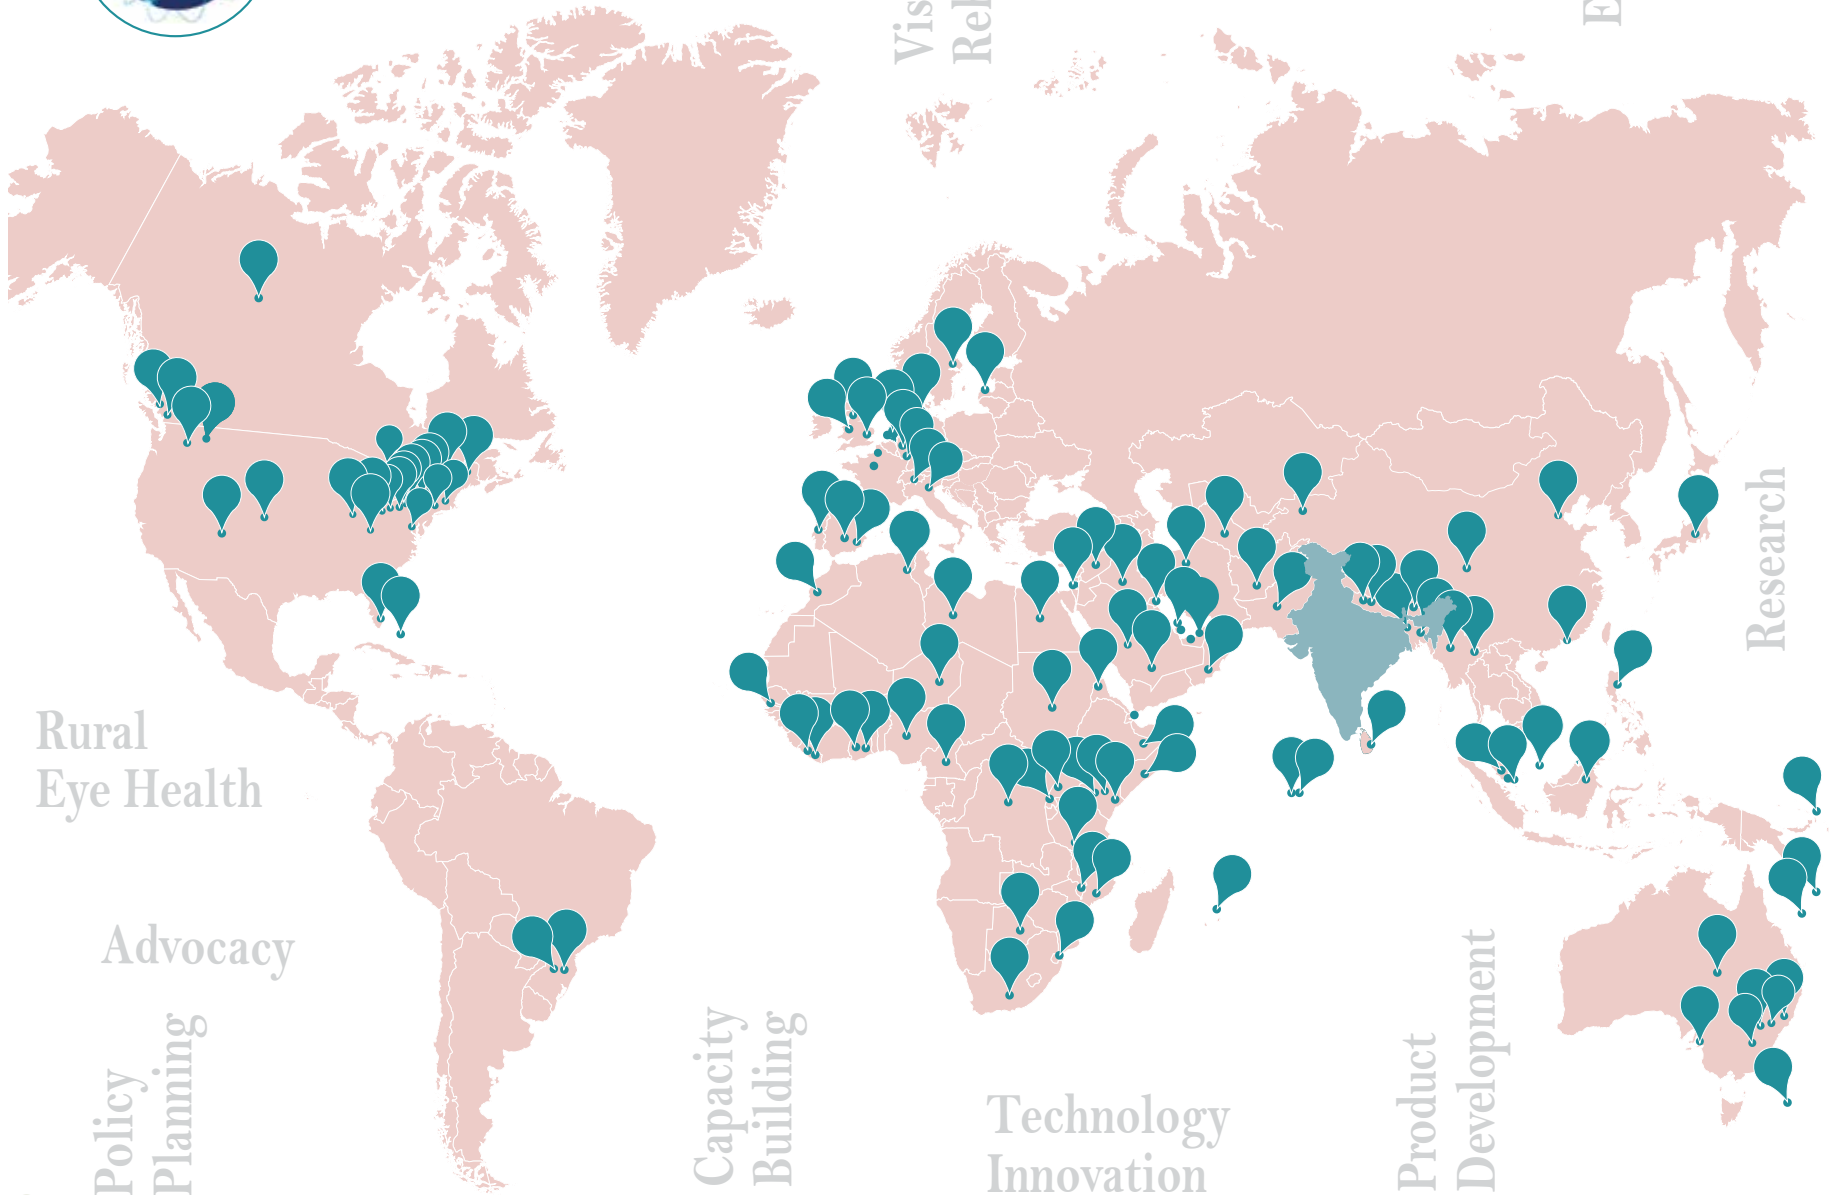 Rural
Eye Health
Advocacy
Policy
Planning
Capacity
Building
Technology
Innovation
Product
Development
Research